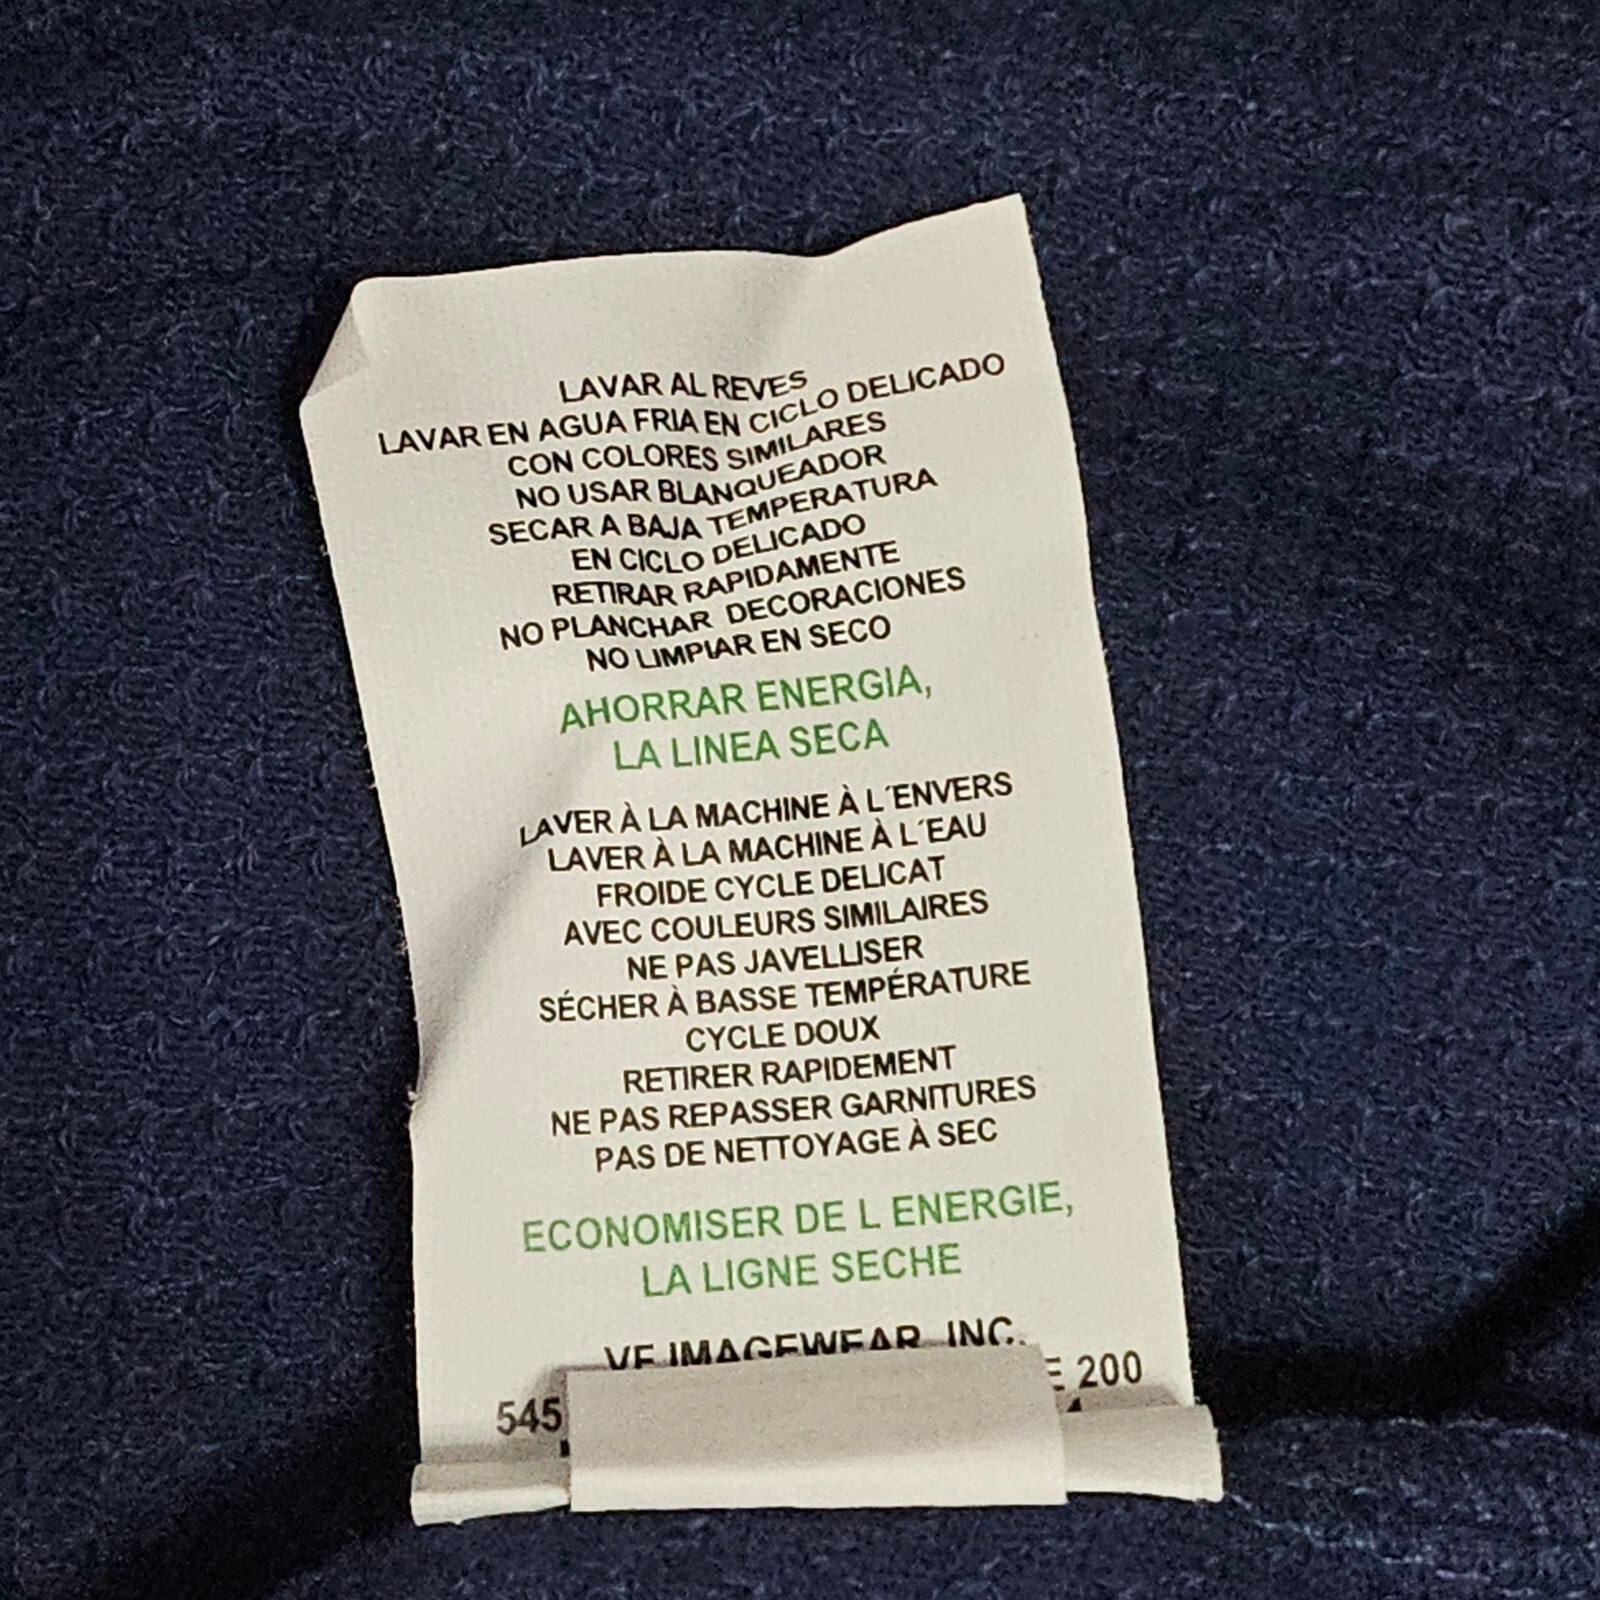 LAVAR AL REVES
LAVAR EN AGUA FRIA EN CICLO DELICADO
CON COLORES SIMILARES
NO USAR BLANQUEADOR
SECAR A BAJA TEMPERATURA
EN CICLO DELICADO
RETIRAR RAPIDAMENTE
NO PLANCHAR DECORACIONES
NO LIMPIAR EN SECO
AHORRAR ENERGIA,
LA LINEA SECA
LAVER À LA MACHINE À L´ENVERS
LAVER À LA MACHINE À L´EAU
FROIDE CYCLE DELICAT
AVEC COULEURS SIMILAIRES
NE PAS JAVELLISER
SÉCHER À BASSE TEMPÉRATURE
CYCLE DOUX
RETIRER RAPIDEMENT
NE PAS REPASSER GARNITURES
PAS DE NETTOYAGE À SEC
ECONOMISER DE L ENERGIE,
LA LIGNE SECHE
VF IMAGEWEAR, INC.
545 200